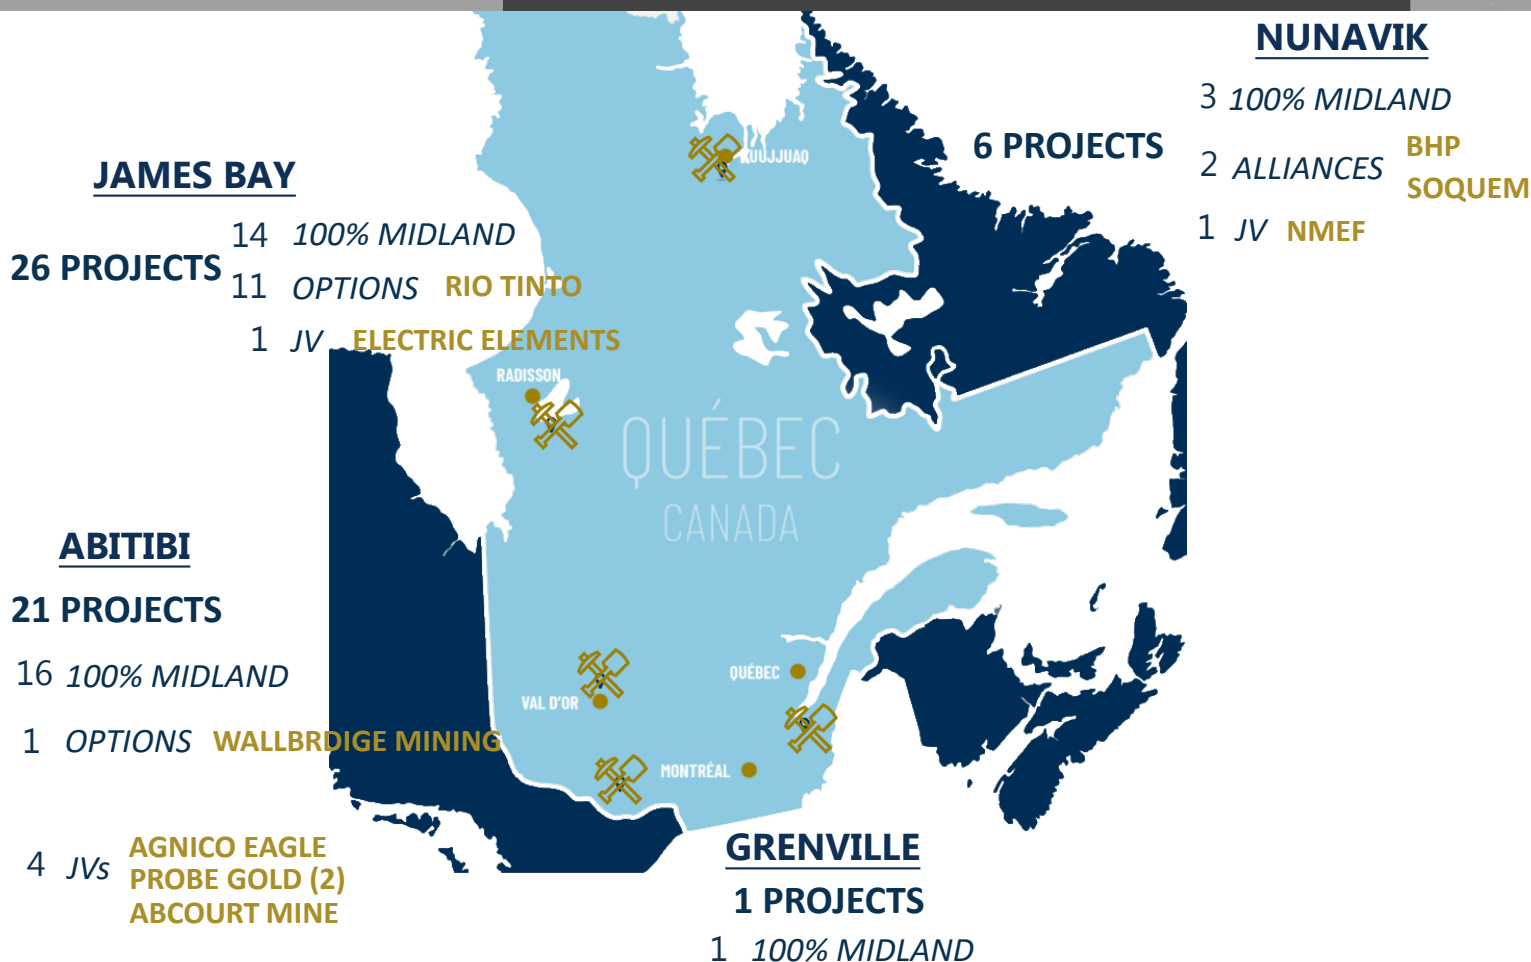 NUNAVIK
3 100% MIDLAND
6 PROJECTS
2 ALLIANCES
BHP
SOQUEM
1 JV NMEF
JAMES BAY
26 PROJECTS
14 100% MIDLAND
11 OPTIONS RIO TINTO
1 JV ELECTRIC ELEMENTS
KUUJJUAQ
RADISSON
QUÉBEC
CANADA
ABITIBI
21 PROJECTS
16 100% MIDLAND
1 OPTIONS WALLBRDIGE MINING
4 JVs
AGNICO EAGLE
PROBE GOLD (2)
ABCOURT MINE
VAL D'OR
QUÉBEC
MONTRÉAL
GRENVILLE
1 PROJECTS
1 100% MIDLAND